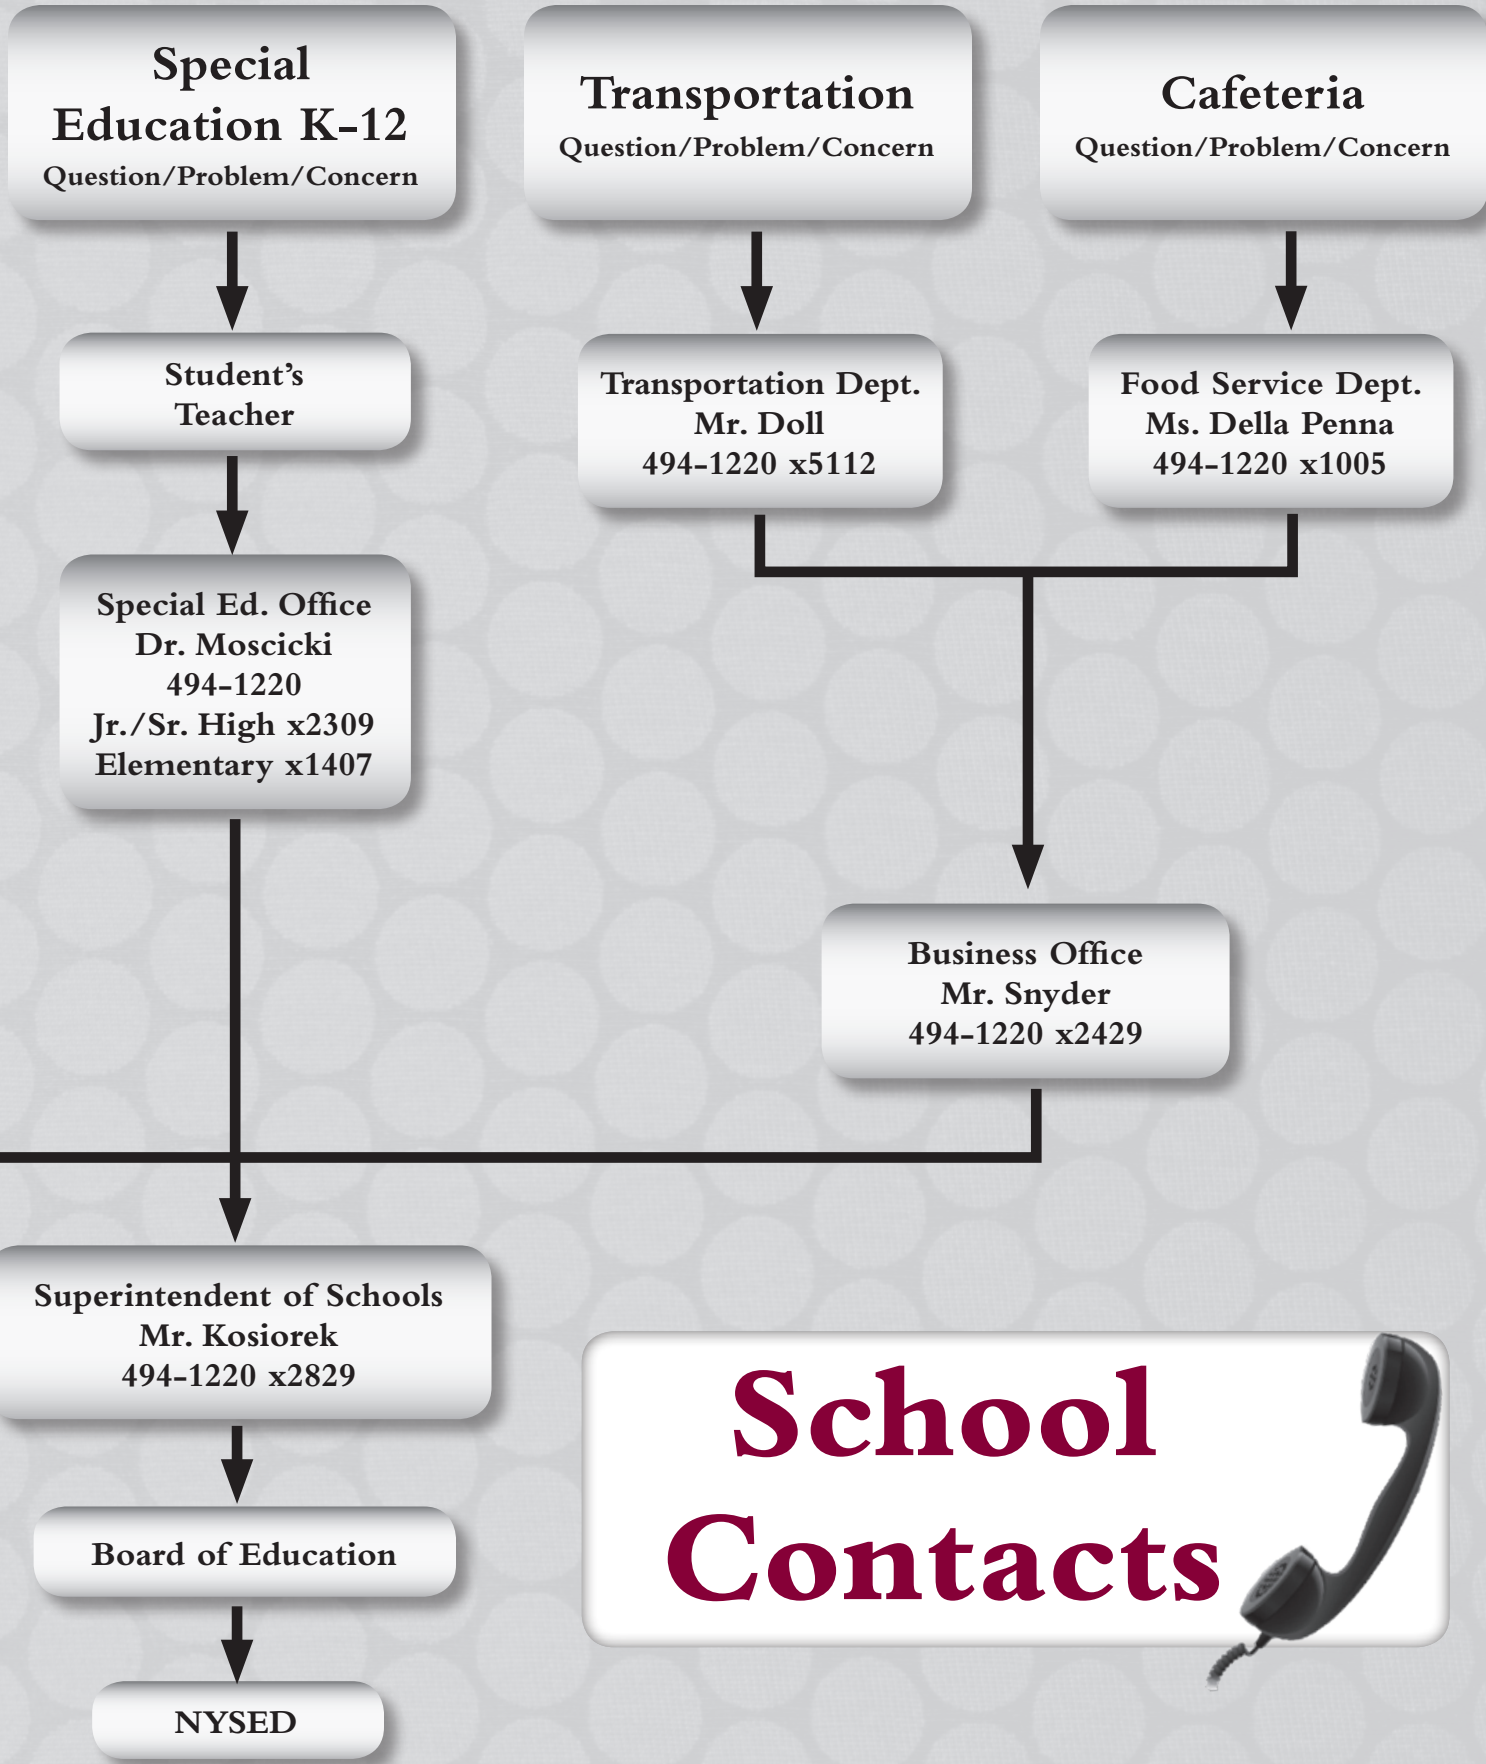 Special
Education K-12
Question/Problem/Concern
Transportation
Question/Problem/Concern
Cafeteria
Question/Problem/Concern
Student’s
Teacher
Transportation Dept.
Mr. Doll
494-1220 x5112
Food Service Dept.
Ms. Della Penna
494-1220 x1005
Special Ed. Office
Dr. Moscicki
494-1220
Jr./Sr. High x2309
Elementary x1407
Business Office
Mr. Snyder
494-1220 x2429
Superintendent of Schools
Mr. Kosiorek
494-1220 x2829
Board of Education
NYSED
School
Contacts